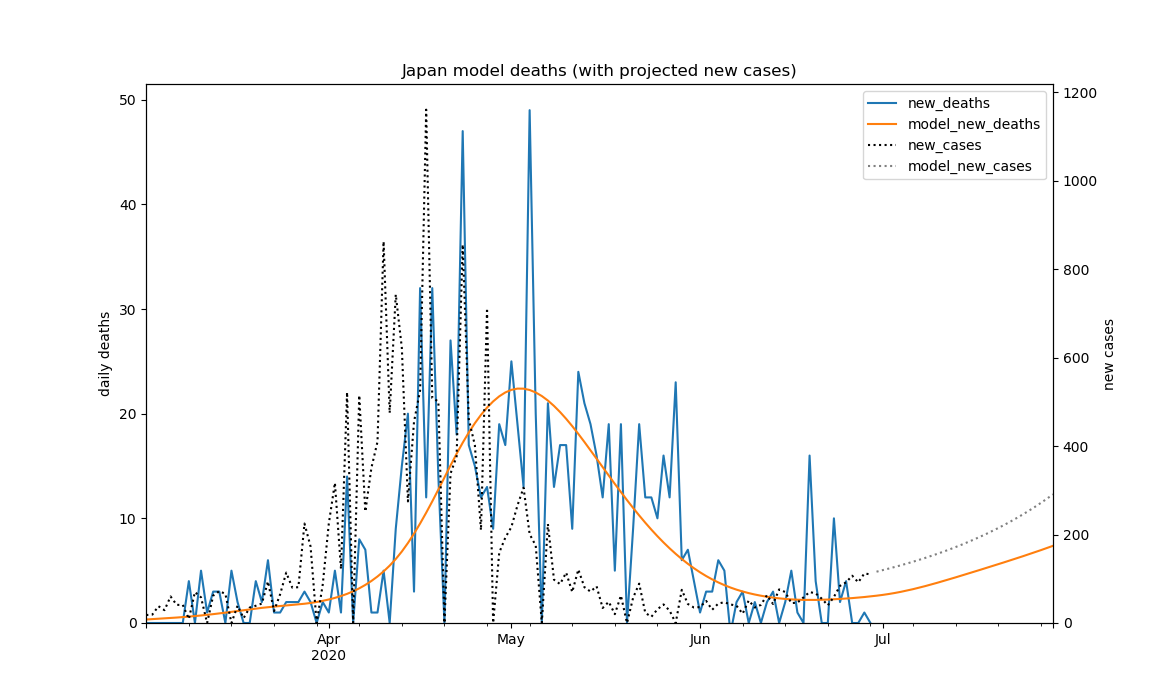 Japan model deaths (with projected new cases)
new_deaths
model_new_deaths
new_cases
model_new_cases
50
40
30
20
10
0
daily deaths
1200
1000
800
600
400
200
0
new cases
Apr
2020
May
Jun
Jul